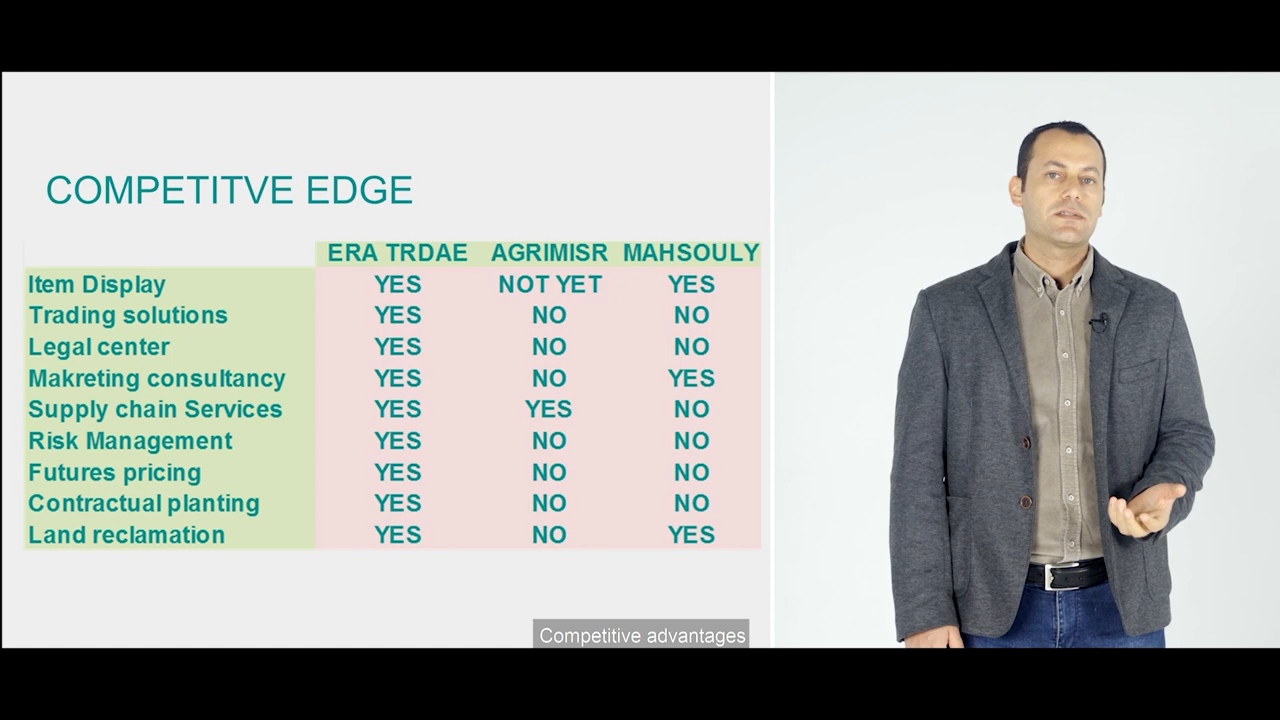 COMPETITVE EDGE
ERA TRDAE AGRIMISR MAHSOULY
Item Display YES NOT YET YES
Trading solutions YES NO NO
Legal center YES NO NO
Makreting consultancy YES NO YES
Supply chain Services YES YES NO
Risk Management YES NO NO
Futures pricing YES NO NO
Contractual planting YES NO NO
Land reclamation YES NO YES
Competitive advantages